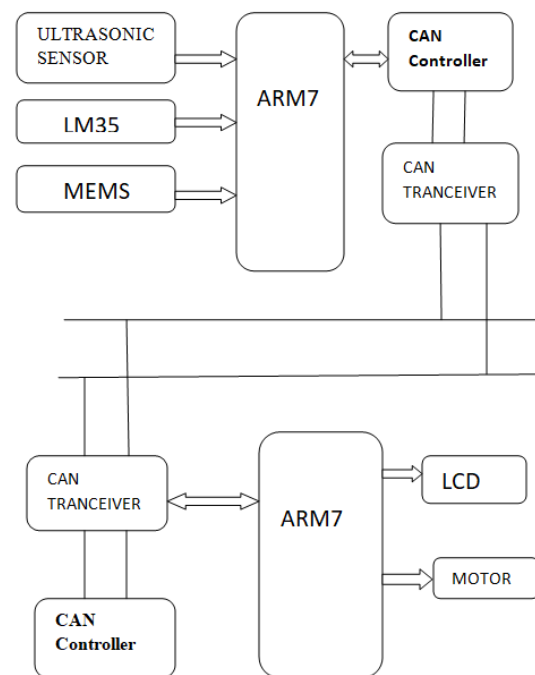 ULTRASONIC
SENSOR
LM35
MEMS
ARM7
CAN
Controller
CAN
TRANCEIVER
CAN
TRANCEIVER
ARM7
LCD
MOTOR
CAN
Controller